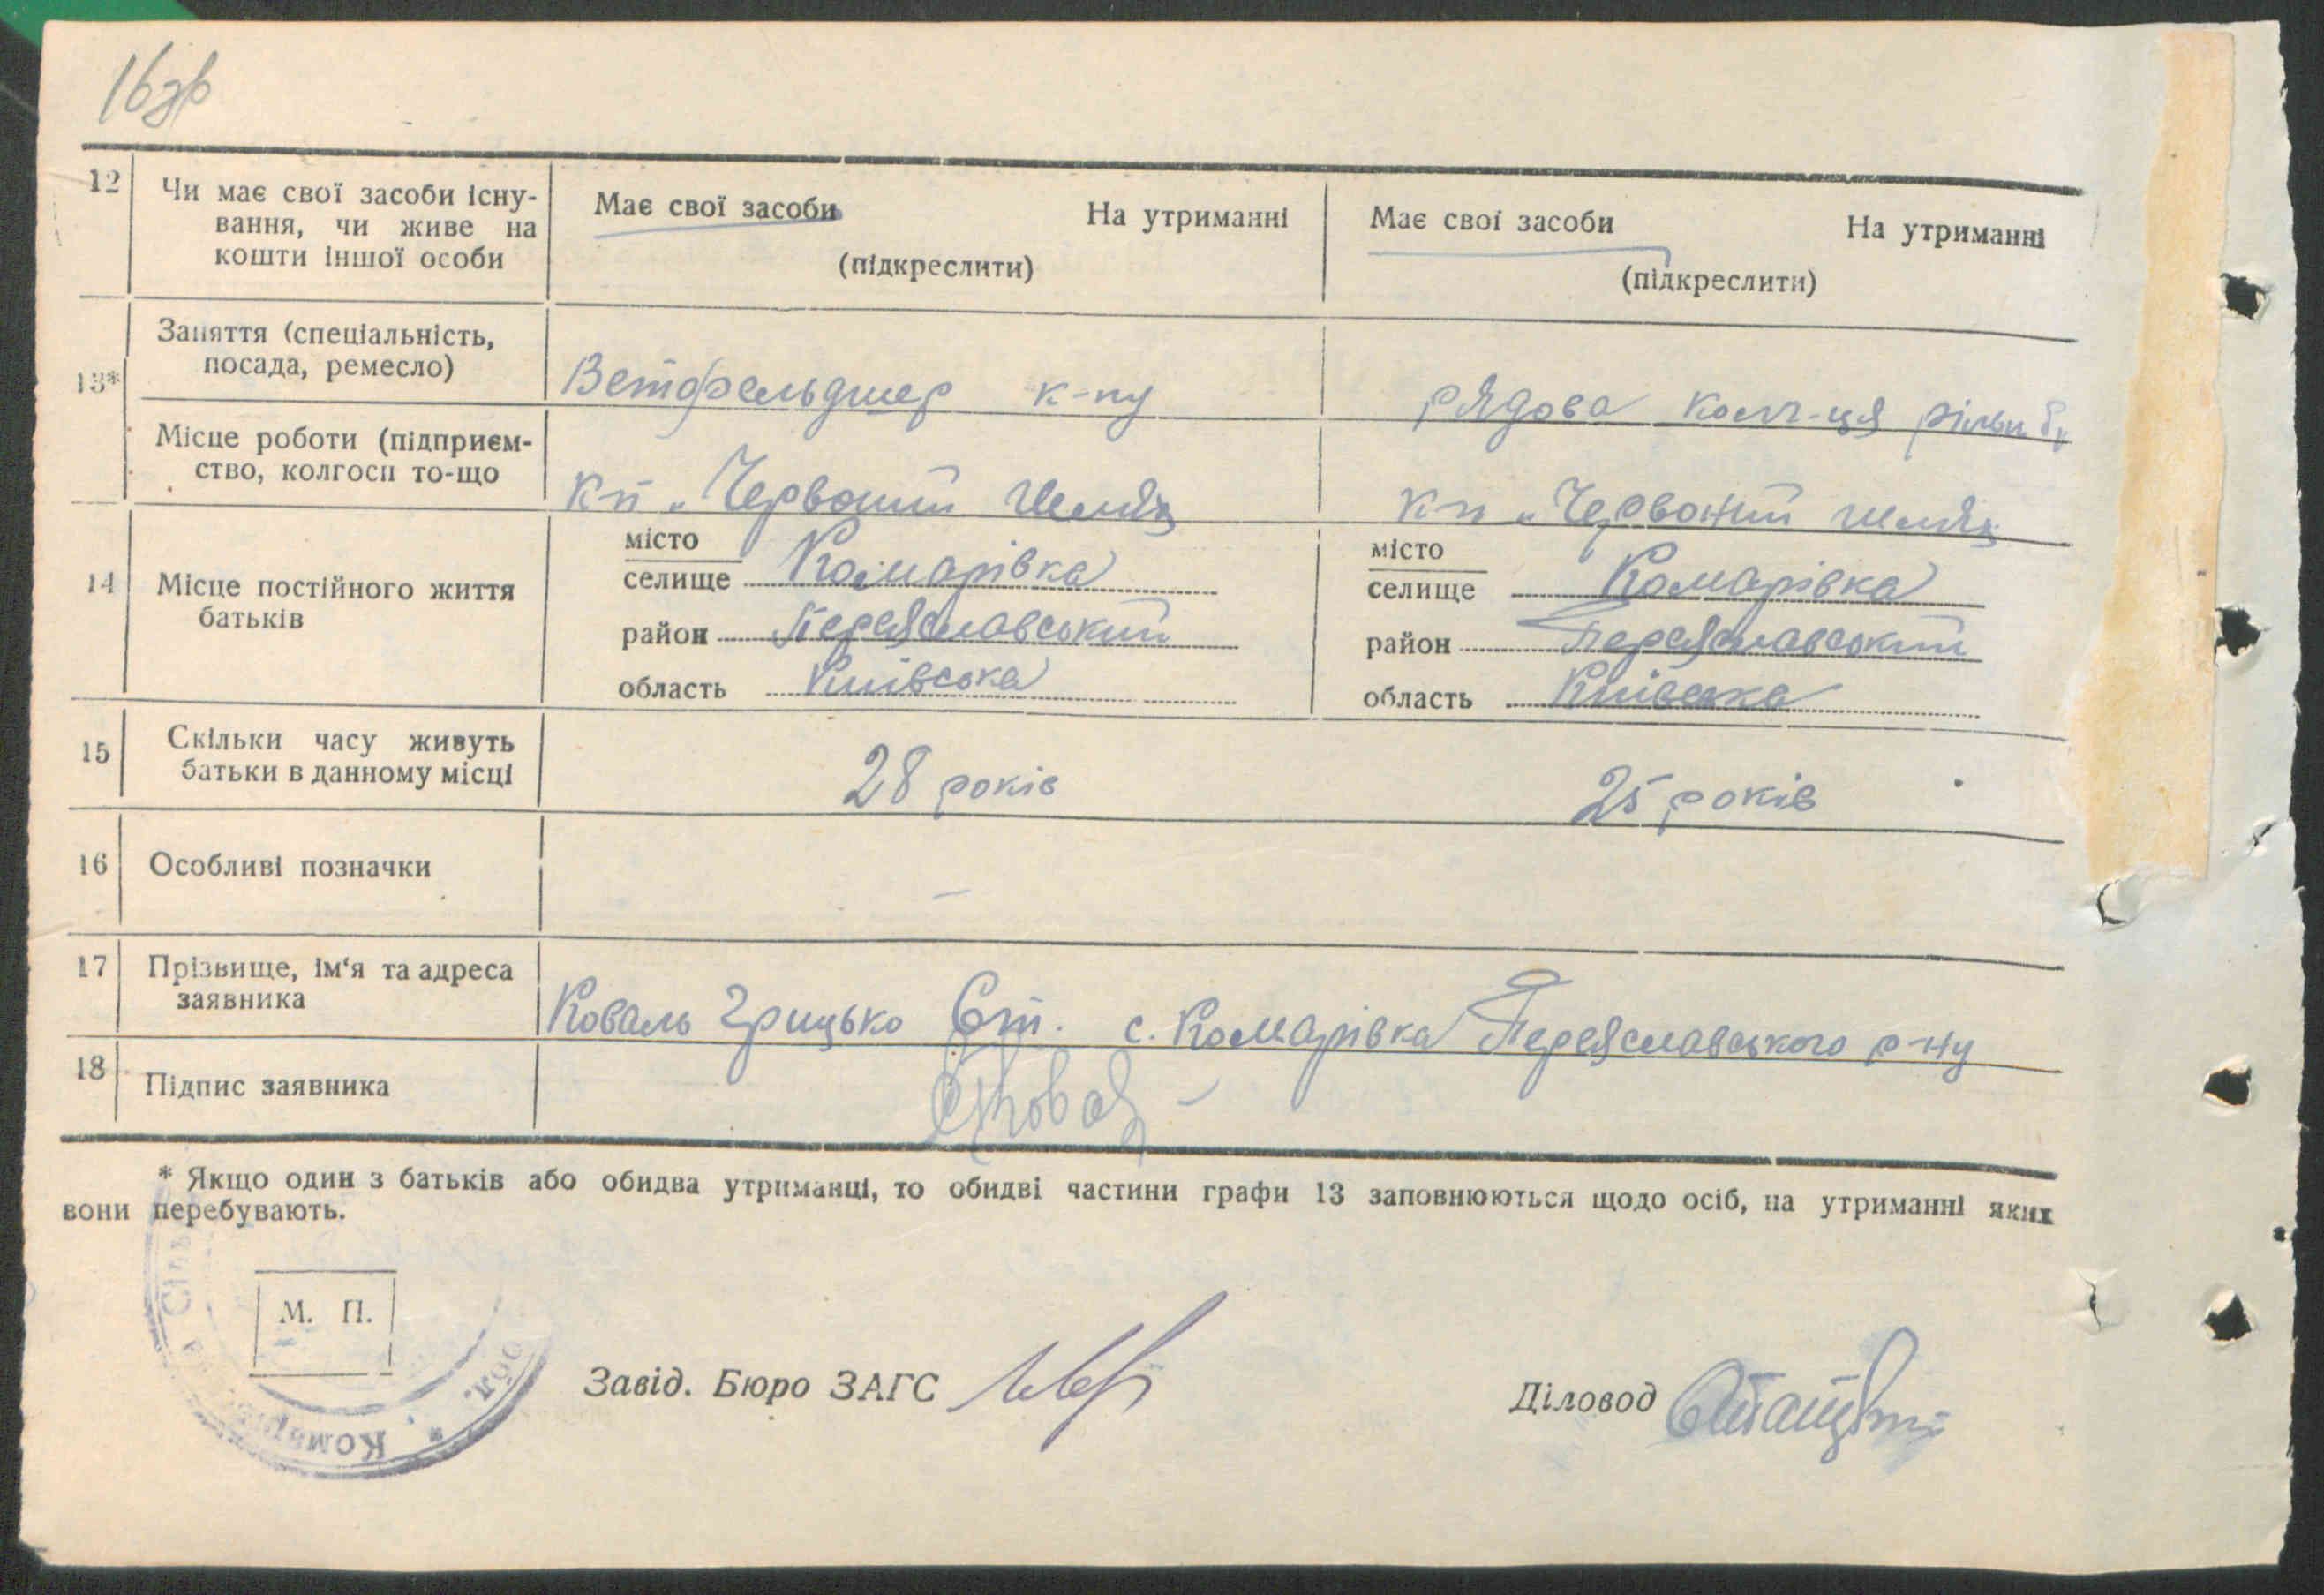 16зв
12 Чи має свої засоби існу-
вання, чи живе на
кошти іншої особи
Має свої засоби На утриманні
(підкреслити)
Має свої засоби На утриманні
(підкреслити)
13* Заняття (спеціальність,
посада, ремесло)
Ветфельдшер к-пу
рядова колг-ця рільн бр
Місце роботи (підприєм-
ство, колгосп то-що
к-п „Червоний Шлях
к-п „Червоний шлях
14 Місце постійного життя
батьків
місто
селище Комарівка
район Переяславський
область Київська
місто
селище Комарівка
район Переяславський
область Київська
15 Скільки часу живуть
батьки в данному місці
28 років
25 років
16 Особливі позначки
–
17 Прізвище, ім‘я та адреса
заявника
Коваль Грицько Єт. с. Комарівка Переяславського р-ну
18 Підпис заявника
* Якщо один з батьків або обидва утриманці, то обидві частини графи 13 заповнюються щодо осіб, на утриманні яких
вони перебувають.
М. П.
Завід. Бюро ЗАГС
Діловод